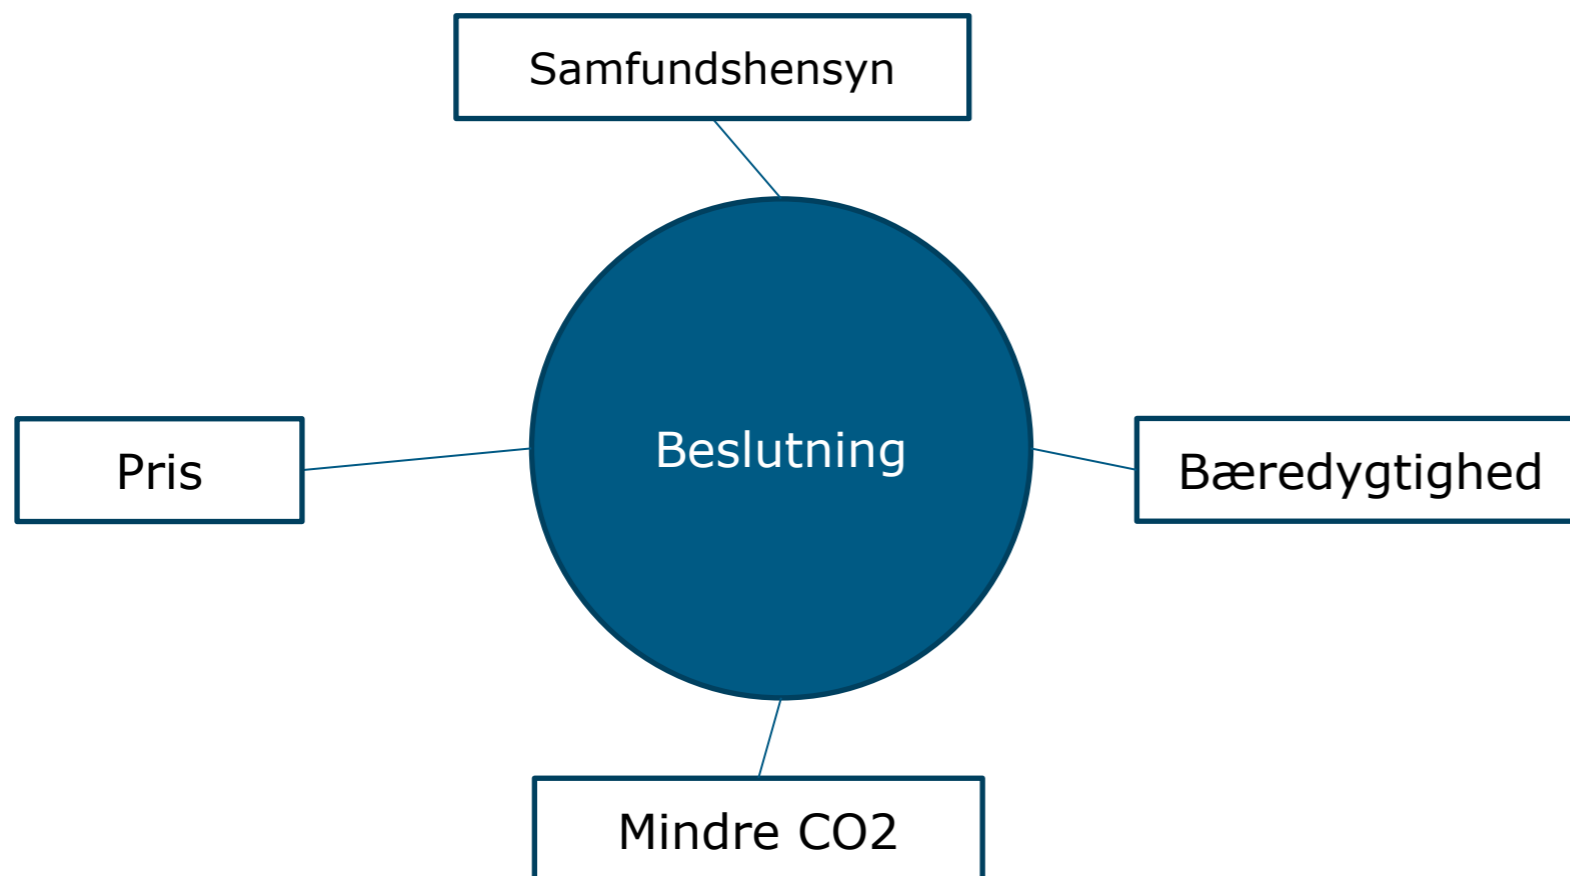 Samfundshensyn
Pris
Beslutning
Bæredygtighed
Mindre CO2